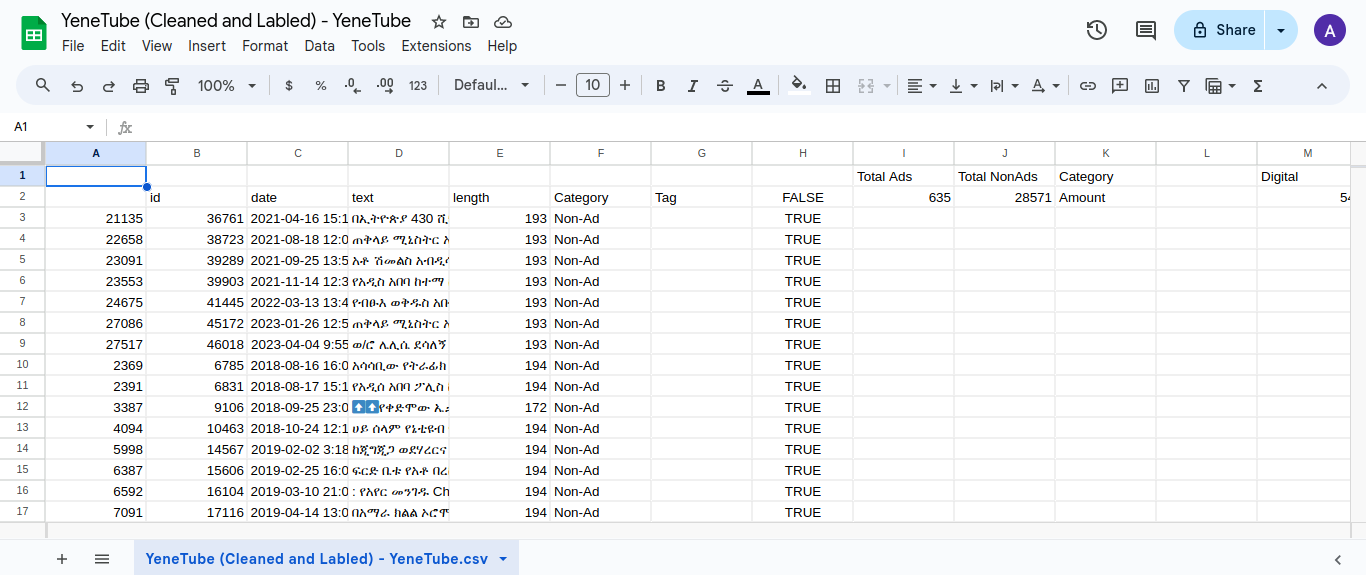 YeneTube (Cleaned and Labled) - YeneTube
File Edit View Insert Format Data Tools Extensions Help
Share A
100% $ % .0 .00 123 Defaul... 10 B I A
A1 fx
A B C D E F G H I J K L M
1 Total Ads Total NonAds Category Digital
2 id date text length Category Tag FALSE 635 28571 Amount
3 21135 36761 2021-04-16 15:1 በኢትዮጵያ 430 193 Non-Ad TRUE
4 22658 38723 2021-08-18 12:0 ጠቅላይ ሚኒስትር 193 Non-Ad TRUE
5 23091 39289 2021-09-25 13:5 አቶ ሽመልስ 193 Non-Ad TRUE
6 23553 39903 2021-11-14 12:3 የአዲስ አበባ ከተማ 193 Non-Ad TRUE
7 24675 41445 2022-03-13 13:4 የብፁእ ወቅዱስ 193 Non-Ad TRUE
8 27086 45172 2023-01-26 12:5 ጠቅላይ ሚኒስትር 193 Non-Ad TRUE
9 27517 46018 2023-04-04 9:55 ወ/ሮ ሌሊሴ ደሳለኝ 193 Non-Ad TRUE
10 2369 6785 2018-08-16 16:0 አሳሳቢው የትራፊክ 194 Non-Ad TRUE
11 2391 6831 2018-08-17 15:1 የአዲስ አበባ ፖሊስ 194 Non-Ad TRUE
12 3387 9106 2018-09-25 23:0 የቀድሞው 172 Non-Ad TRUE
13 4094 10463 2018-10-24 12:1 ሀይ ሰላም የኔቲዩብ 194 Non-Ad TRUE
14 5998 14567 2019-02-02 3:18 ከጂግጂጋ ወደሃረርና 194 Non-Ad TRUE
15 6387 15606 2019-02-25 16:0 ፍርድ ቤቱ የአቶ 194 Non-Ad TRUE
16 6592 16104 2019-03-10 21:0 : የአየር መንገዱ Ch 194 Non-Ad TRUE
17 7091 17116 2019-04-14 13:0 በአማራ ክልል 194 Non-Ad TRUE
YeneTube (Cleaned and Labled) - YeneTube.csv